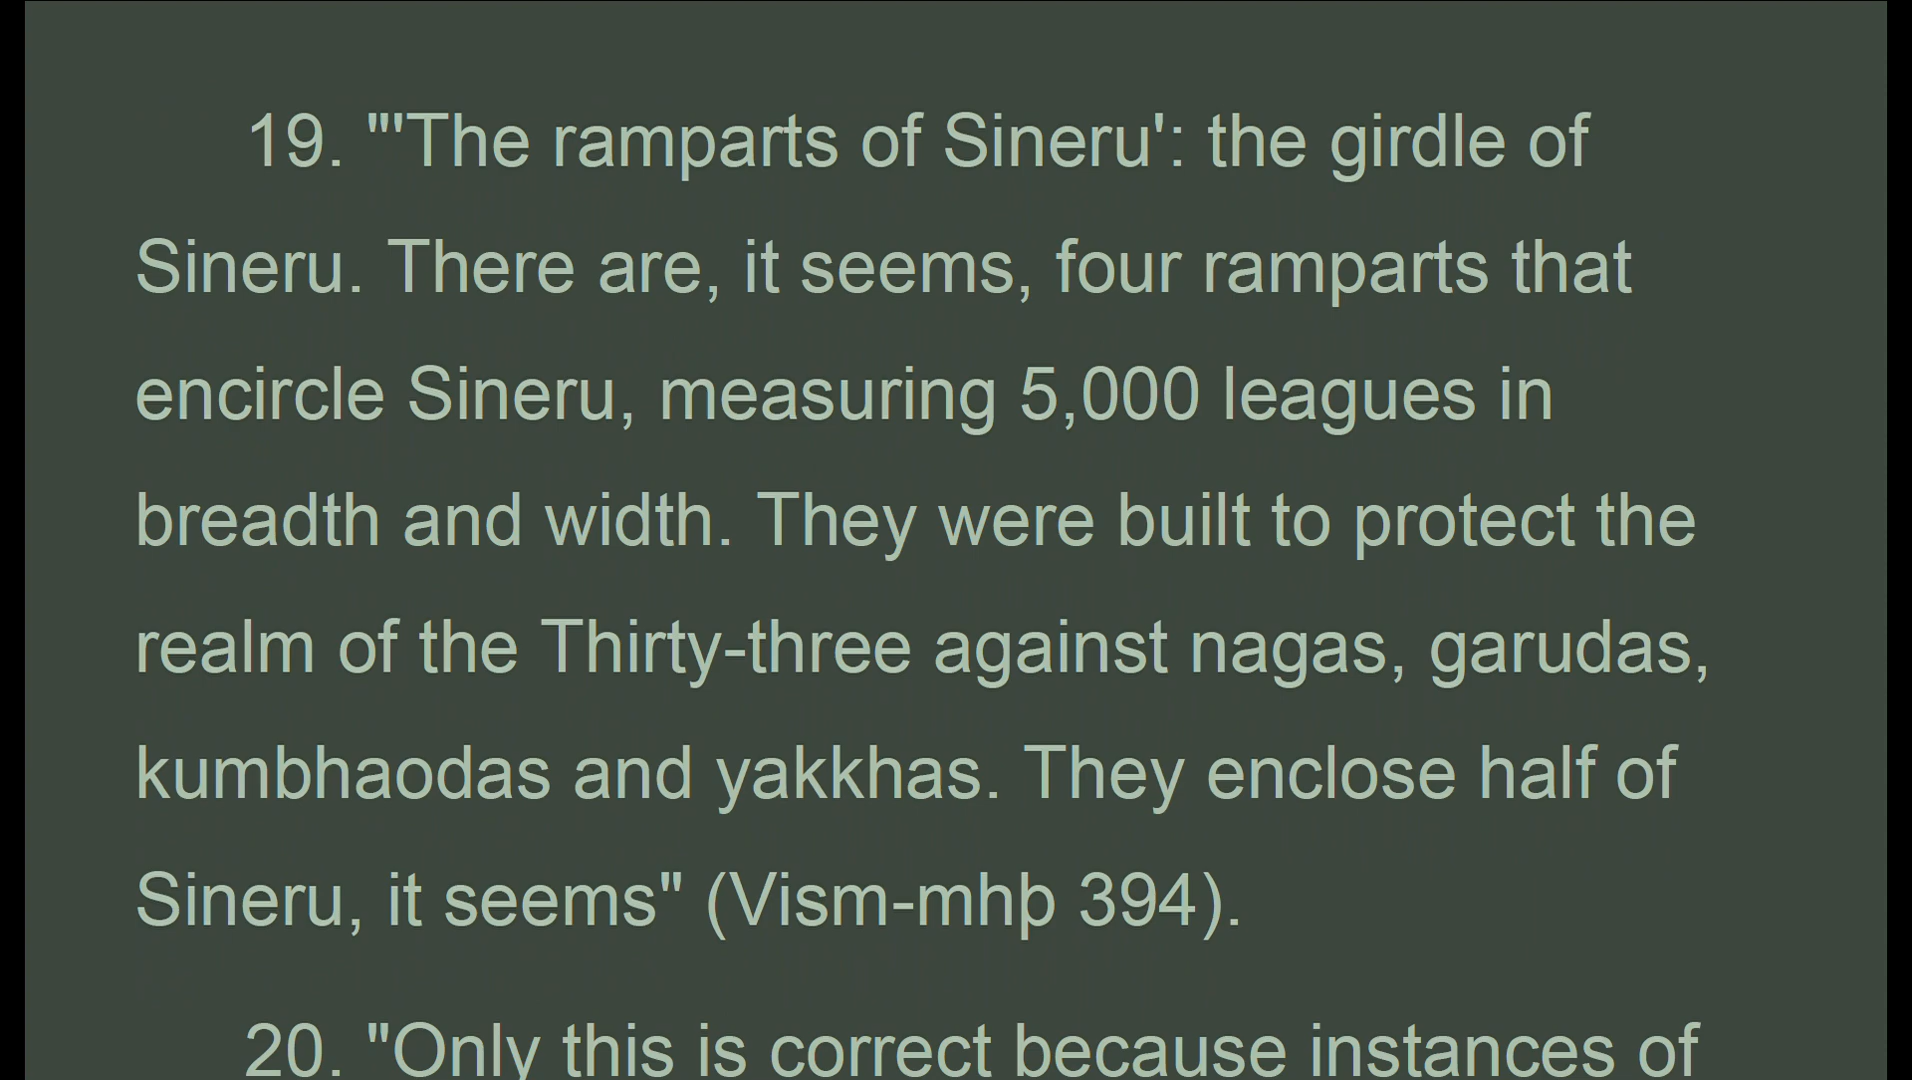 19. "'The ramparts of Sineru': the girdle of
Sineru. There are, it seems, four ramparts that
encircle Sineru, measuring 5,000 leagues in
breadth and width. They were built to protect the
realm of the Thirty-three against nagas, garudas,
kumbhaodas and yakkhas. They enclose half of
Sineru, it seems" (Vism-mhþ 394).
20. "Only this is correct because instances of